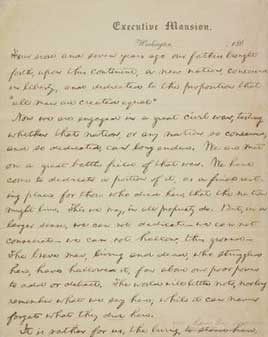 Executive Mansion,
Washington, , 186
Four score and seven years ago our fathers brought
forth, upon this continent, a new nation, conceived
in liberty, and dedicated to the proposition that
"all men are created equal"
Now we are engaged in a great civil war, testing
whether that nation, or any nation so conceived,
and so dedicated, can long endure. We are met
on a great battle field of that war. We have
come to dedicate a portion of it, as a final rest-
ing place for those who died here, that the nation
might live. This we may, in all propriety do. But, in a
larger sense, we can not dedicate — we can not
consecrate — we can not hallow, this ground —
The brave men, living and dead, who struggled
here, have hallowed it, far above our poor power
to add or detract. The world will little note, nor long
remember what we say here; while it can never
forget what they did here.
It is rather for us, the living, to stand here,